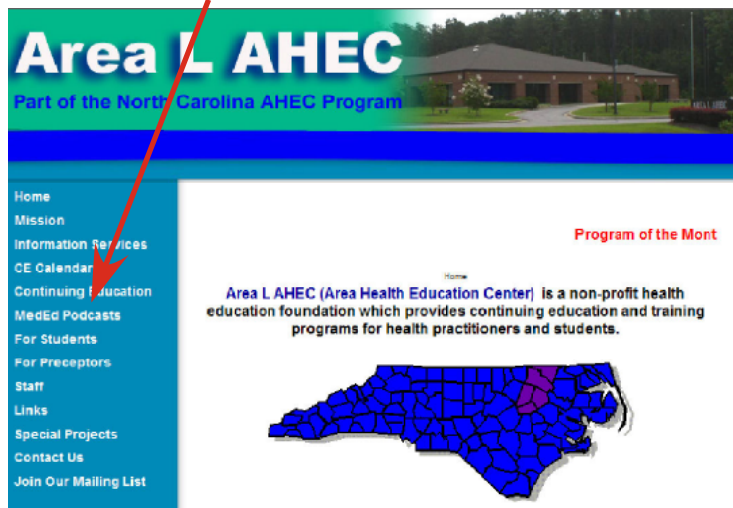 Area L AHEC
Part of the North Carolina AHEC Program
AREA L AHEC
Home
Mission
Information Services
CE Calendar
Continuing Education
MedEd Podcasts
For Students
For Preceptors
Staff
Links
Special Projects
Contact Us
Join Our Mailing List
Program of the Mont
Home
Area L AHEC (Area Health Education Center) is a non-profit health
education foundation which provides continuing education and training
programs for health practitioners and students.